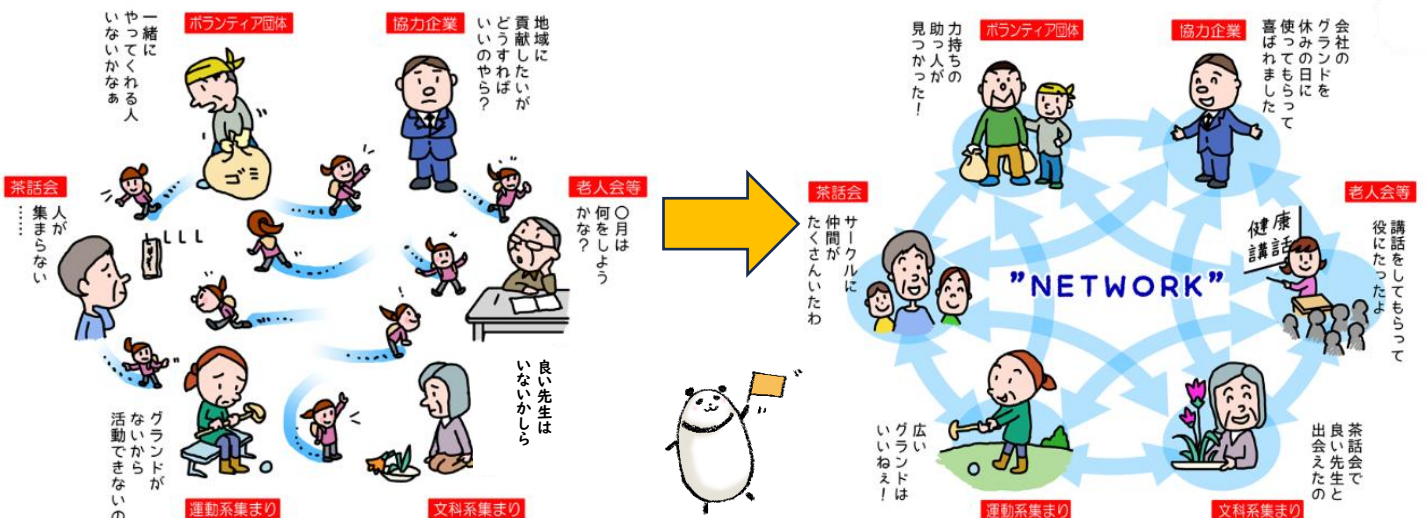 ボランティア団体
一緒に
やってくれる人
いないかなぁ
ゴミ
協力企業
地域に
貢献したいが
どうすれば
いいのやら?
茶話会
人が
集まらない
……
老人会等
〇月は
何をしよう
かな?
運動系集まり
グランドが
ないから
活動できないの
文科系集まり
良い先生は
いないかしら
ボランティア団体
力持ちの
助っ人が
見つかった!
協力企業
会社の
グランドを
休みの日に
使ってもらって
喜ばれました
茶話会
サークルに
仲間が
たくさんいたわ
老人会等
健康
講話
講話をしてもらって
役にたったよ
"NETWORK"
運動系集まり
広い
グランドは
いいねぇ!
文科系集まり
茶話会で
良い先生と
出会えたの